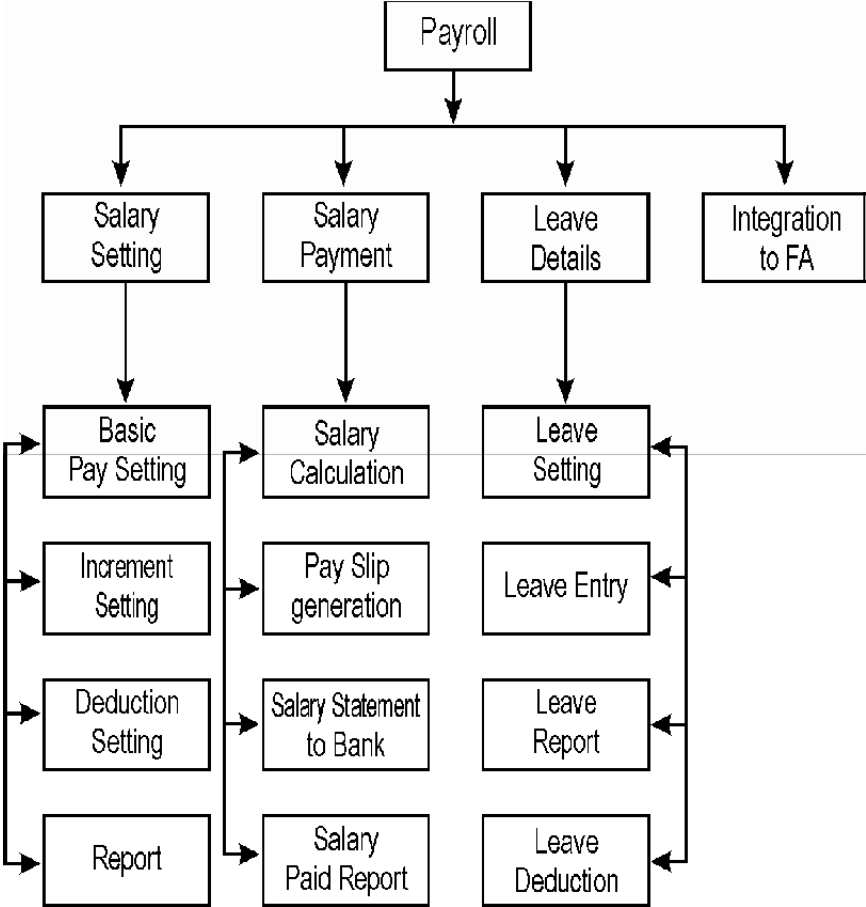 Payroll
Salary
Setting
Salary
Payment
Leave
Details
Integration
to FA
Basic
Pay Setting
Salary
Calculation
Leave
Setting
Increment
Setting
Pay Slip
generation
Leave Entry
Deduction
Setting
Salary Statement
to Bank
Leave
Report
Report
Salary
Paid Report
Leave
Deduction